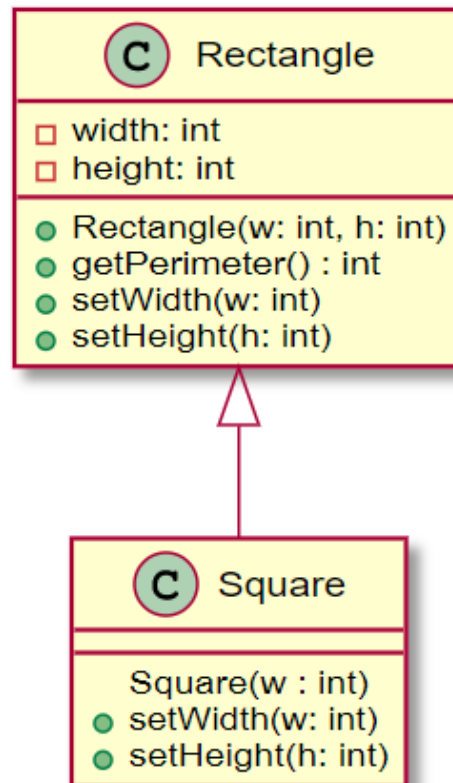 C Rectangle
width: int
height: int
Rectangle(w: int, h: int)
getPerimeter() : int
setWidth(w: int)
setHeight(h: int)
C Square
Square(w : int)
setWidth(w: int)
setHeight(h: int)